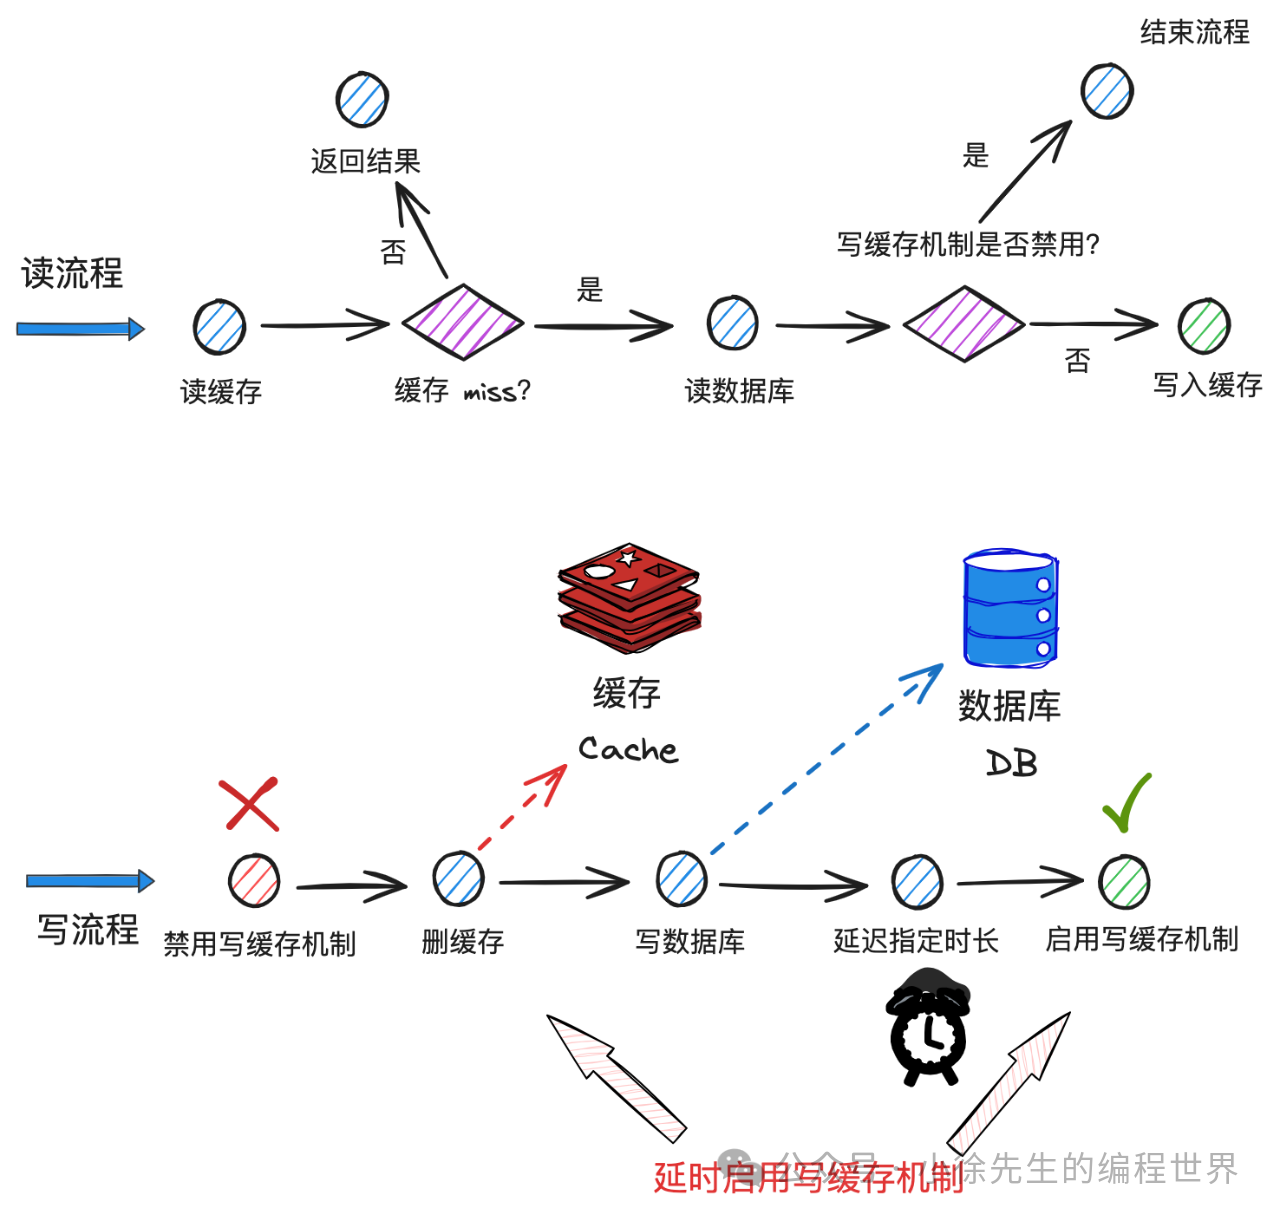 结束流程
返回结果
是
否
写缓存机制是否禁用?
读流程
是
否
读缓存
缓存 miss?
读数据库
写入缓存
缓存
Cache
数据库
DB
写流程
禁用写缓存机制
删缓存
写数据库
延迟指定时长
启用写缓存机制
延时启用写缓存机制
公众号 · 小徐先生的编程世界